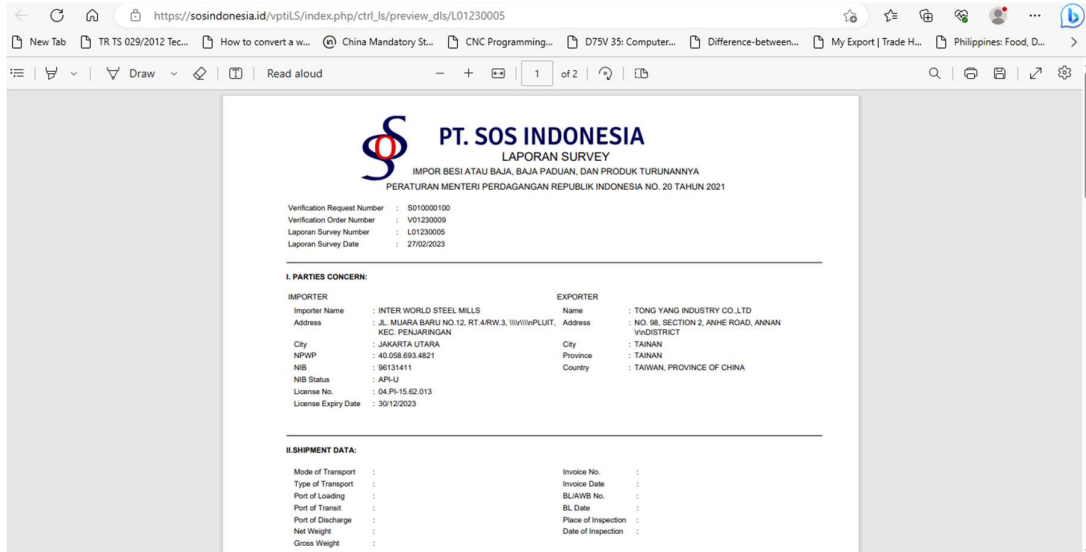 https://sosindonesia.id/vptiLS/index.php/ctrl_ls/preview_dls/L01230005
New Tab TR TS 029/2012 Tec... How to convert a w... China Mandatory St... CNC Programming... D75V 35: Computer... Difference-between... My Export | Trade H... Philippines: Food, D...
Draw Read aloud 1 of 2
SOS
PT. SOS INDONESIA
LAPORAN SURVEY
IMPOR BESI ATAU BAJA, BAJA PADUAN, DAN PRODUK TURUNANNYA
PERATURAN MENTERI PERDAGANGAN REPUBLIK INDONESIA NO. 20 TAHUN 2021
Verification Request Number : S010000100
Verification Order Number : V01230009
Laporan Survey Number : L01230005
Laporan Survey Date : 27/02/2023
I. PARTIES CONCERN:
IMPORTER EXPORTER
Importer Name : INTER WORLD STEEL MILLS Name : TONG YANG INDUSTRY CO.,LTD
Address : JL. MUARA BARU NO.12, RT.4/RW.3, \\\\r\\\\nPLUIT, Address : NO. 98, SECTION 2, ANHE ROAD, ANNAN
KEC. PENJARINGAN \r\nDISTRICT
City : JAKARTA UTARA City : TAINAN
NPWP : 40.058.693.4821 Province : TAINAN
NIB : 96131411 Country : TAIWAN, PROVINCE OF CHINA
NIB Status : API-U
License No. : 04.PI-15.62.013
License Expiry Date : 30/12/2023
II.SHIPMENT DATA:
Mode of Transport : Invoice No. :
Type of Transport : Invoice Date :
Port of Loading : BL/AWB No. :
Port of Transit : BL Date :
Port of Discharge : Place of Inspection :
Net Weight : Date of Inspection :
Gross Weight :